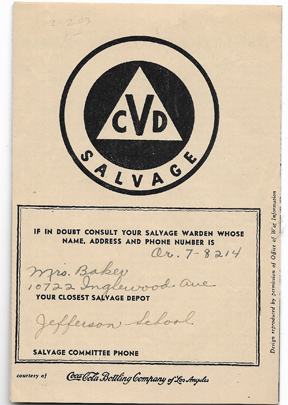 CVD
SALVAGE
IF IN DOUBT CONSULT YOUR SALVAGE WARDEN WHOSE
NAME, ADDRESS AND PHONE NUMBER IS
Or. 7-8214
Mrs. Baker
10722 Inglewood Ave
YOUR CLOSEST SALVAGE DEPOT
Jefferson School
SALVAGE COMMITTEE PHONE
courtesy of Coca-Cola Bottling Company of Los Angeles
Design reproduced by permission of Office of War Information